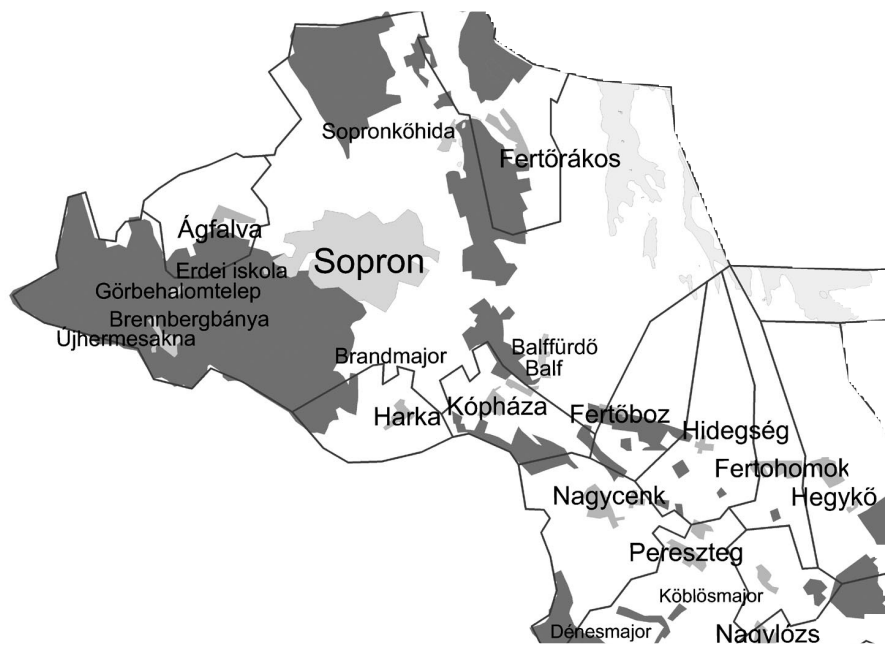 Sopronkőhida
Fertőrákos
Ágfalva
Sopron
Erdei iskola
Görbehalomtelep
Brennbergbánya
Újhermesakna
Brandmajor
Balffürdő
Balf
Harka
Kópháza
Fertőboz
Hidegség
Fertohomok
Hegykő
Nagycenk
Pereszteg
Köblösmajor
Dénesmajor
Nagylózs